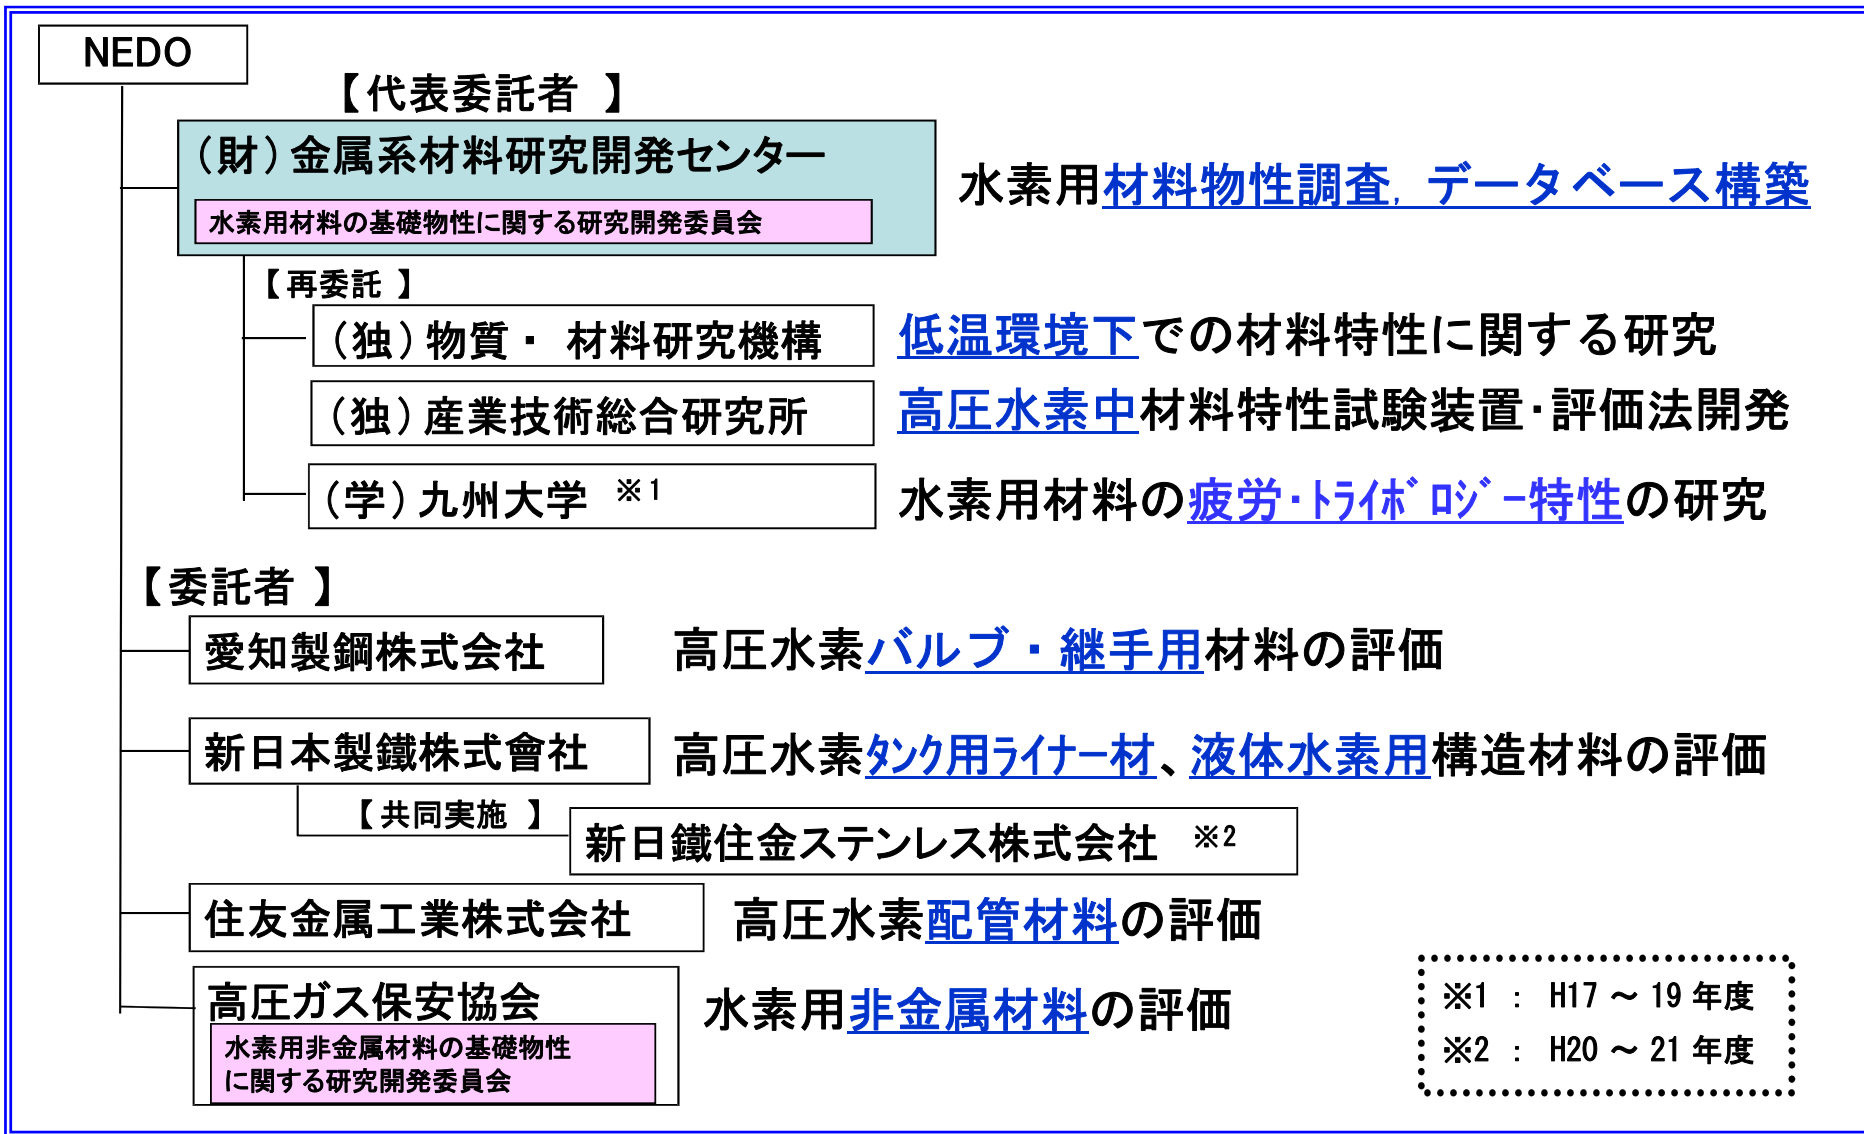 NEDO
【代表委託者 】
（財）金属系材料研究開発センター
水素用材料物性調査，データベース構築
水素用材料の基礎物性に関する研究開発委員会
【再委託 】
（独）物質・ 材料研究機構
低温環境下での材料特性に関する研究
（独）産業技術総合研究所
高圧水素中材料特性試験装置・評価法開発
（学）九州大学 ※1
水素用材料の疲労・ﾄﾗｲﾎﾞﾛｼﾞｰ特性の研究
【委託者 】
愛知製鋼株式会社
高圧水素バルブ・継手用材料の評価
新日本製鐵株式會社
高圧水素ﾀﾝｸ用ﾗｲﾅｰ材、液体水素用構造材料の評価
【共同実施 】
新日鐵住金ステンレス株式会社 ※2
住友金属工業株式会社
高圧水素配管材料の評価
高圧ガス保安協会
水素用非金属材料の評価
水素用非金属材料の基礎物性
に関する研究開発委員会
※1 ： H17 ～ 19 年度
※2 ： H20 ～ 21 年度